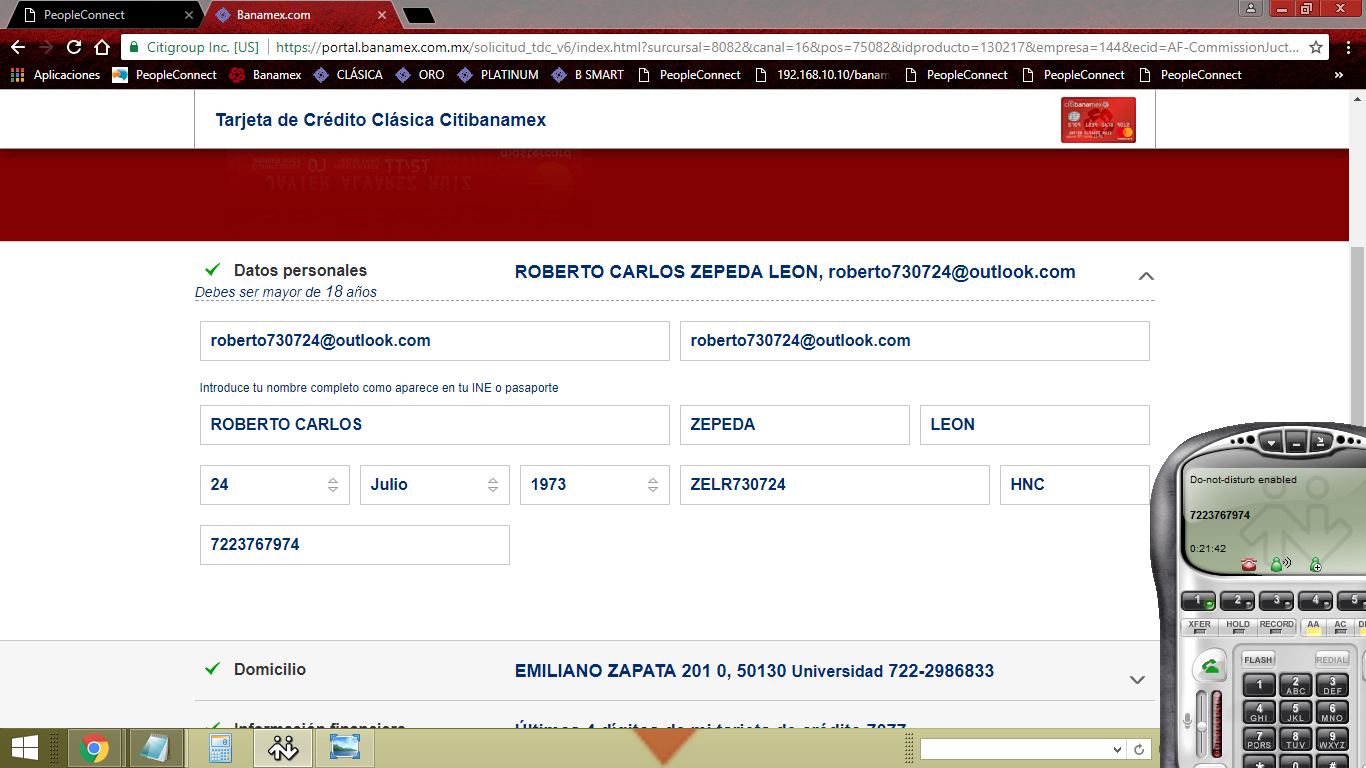 PeopleConnect
Banamex.com
Citigroup Inc. [US]
https://portal.banamex.com.mx/solicitud_tdc_v6/index.html?surcursal=8082&canal=16&pos=75082&idproducto=130217&empresa=144&ecid=AF-CommissionJuct...
Aplicaciones PeopleConnect Banamex CLÁSICA ORO PLATINUM B SMART PeopleConnect 192.168.10.10/banam PeopleConnect PeopleConnect PeopleConnect »
Tarjeta de Crédito Clásica Citibanamex
citibanamex
Datos personales
ROBERTO CARLOS ZEPEDA LEON, roberto730724@outlook.com
Debes ser mayor de 18 años
roberto730724@outlook.com
roberto730724@outlook.com
Introduce tu nombre completo como aparece en tu INE o pasaporte
ROBERTO CARLOS
ZEPEDA
LEON
24
Julio
1973
ZELR730724
HNC
7223767974
Domicilio
EMILIANO ZAPATA 201 0, 50130 Universidad 722-2986833
Información financiera
Últimos 4 dígitos de mi tarjeta de crédito 7077
Do-not-disturb enabled
7223767974
0:21:42
1 2 3 4 5
XFER HOLD RECORD AA AC
FLASH REDIAL
1 2 ABC 3 DEF
4 GHI 5 JKL 6 MNO
7 PQRS 8 TUV 9 WXYZ